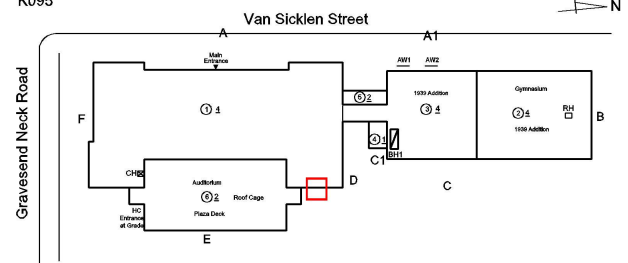 K095
Van Sicklen Street
N
A
A1
Main
Entrance
AW1 AW2
Gravesend Neck Road
F
① 4
⑤ 2
1939 Addition
③ 4
Gymnasium
② 4
RH
1939 Addition
B
④ 1
BH1
C1
CH
Auditorium
⑥ 2 Roof Cage
Plaza Deck
D
C
HC
Entrance
at Grade
E